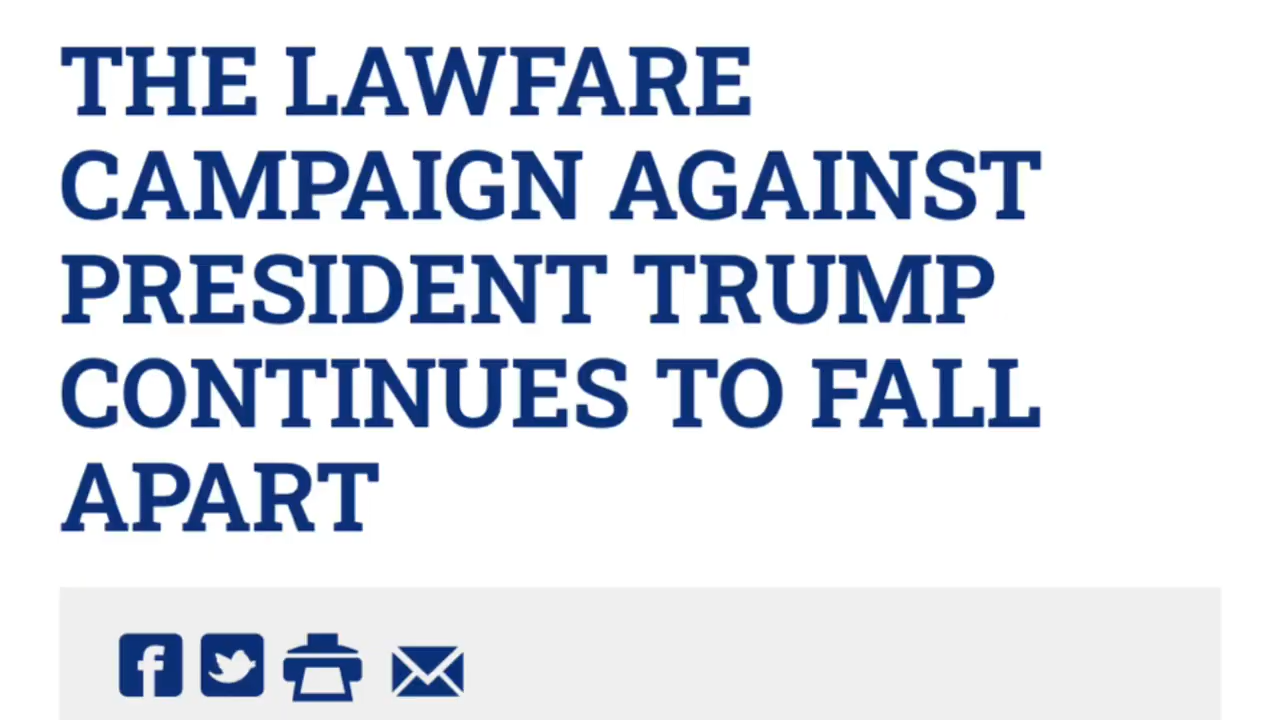 THE LAWFARE
CAMPAIGN AGAINST
PRESIDENT TRUMP
CONTINUES TO FALL
APART